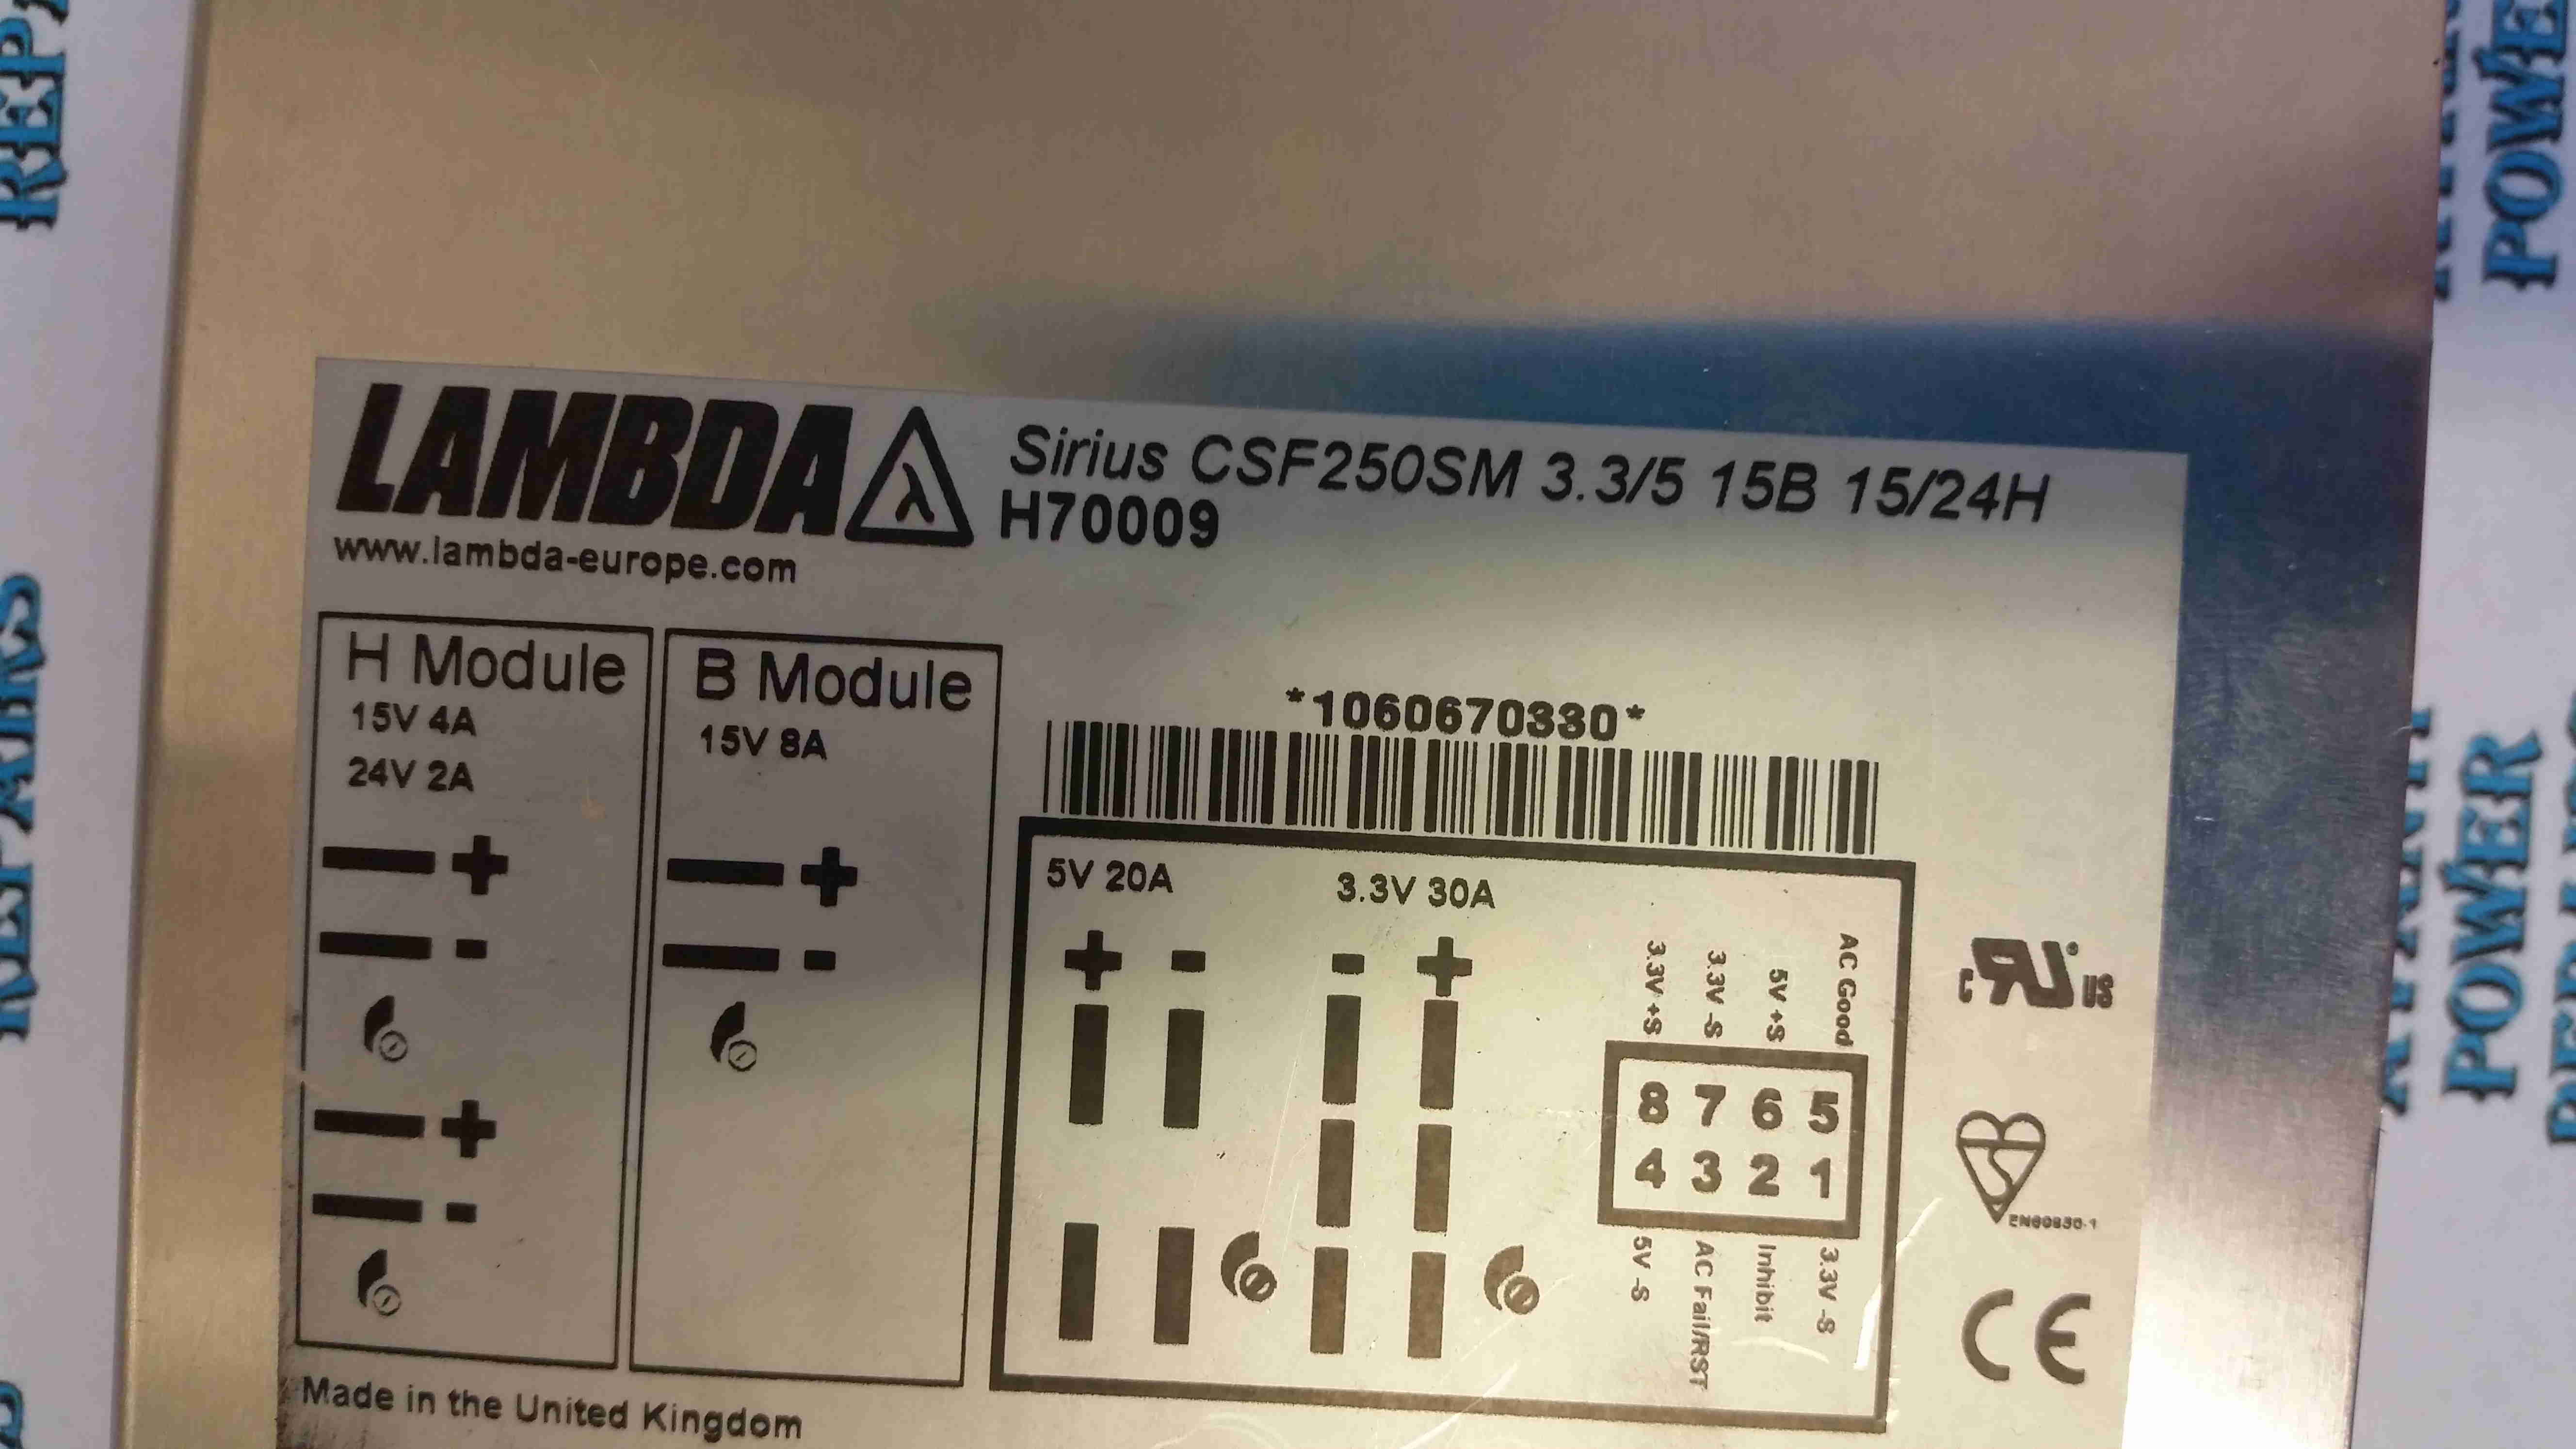 LAMBDA
www.lambda-europe.com
Sirius CSF250SM 3.3/5 15B 15/24H
H70009
H Module
15V 4A
24V 2A
+
-
+
-
B Module
15V 8A
+
-
*1060670330*
5V 20A
3.3V 30A
+ -
- +
3.3V +S
3.3V -S
5V +S
AC Good
8 7 6 5
4 3 2 1
5V -S
AC Fail/RST
Inhibit
3.3V -S
c RU® US
EN60950-1
CE
Made in the United Kingdom
REPAIRS
POWER
POWER